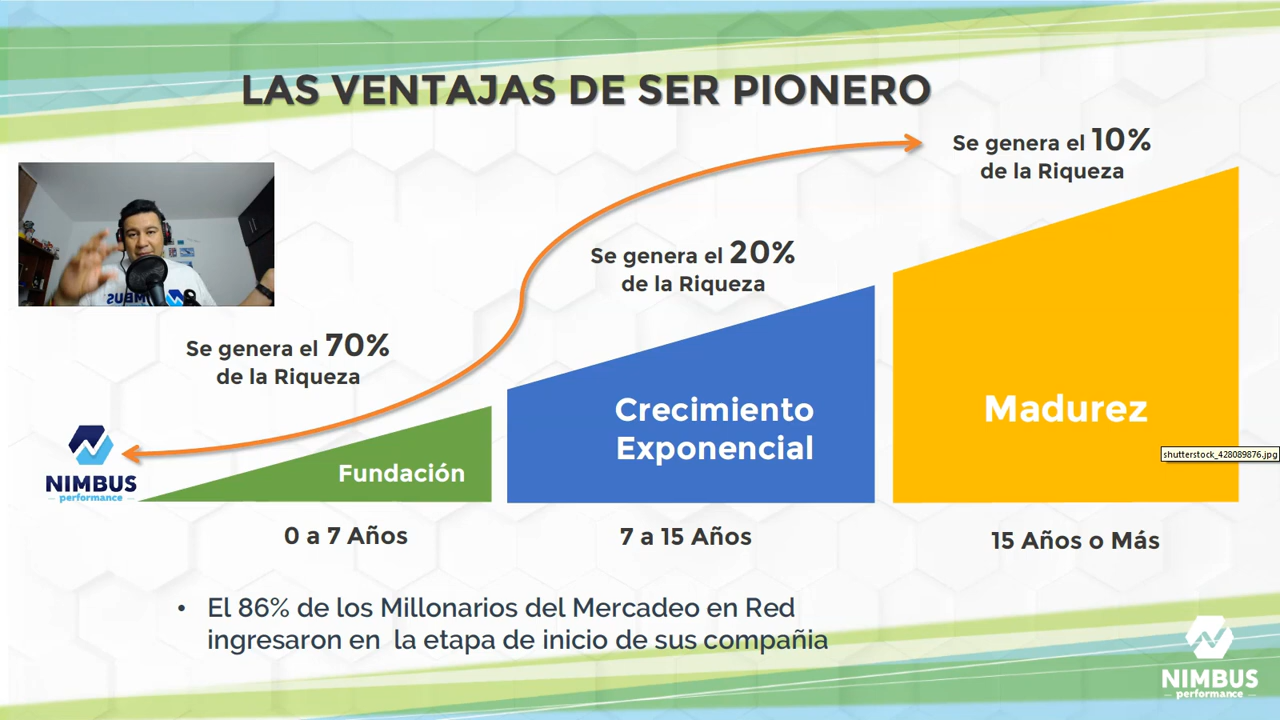 LAS VENTAJAS DE SER PIONERO
Se genera el 10%
de la Riqueza
Se genera el 20%
de la Riqueza
Se genera el 70%
de la Riqueza
NIMBUS
NIMBUS
performance
Fundación
Crecimiento
Exponencial
Madurez
shutterstock_428089876.jpg
0 a 7 Años
7 a 15 Años
15 Años o Más
• El 86% de los Millonarios del Mercadeo en Red
ingresaron en la etapa de inicio de sus compañia
NIMBUS
performance